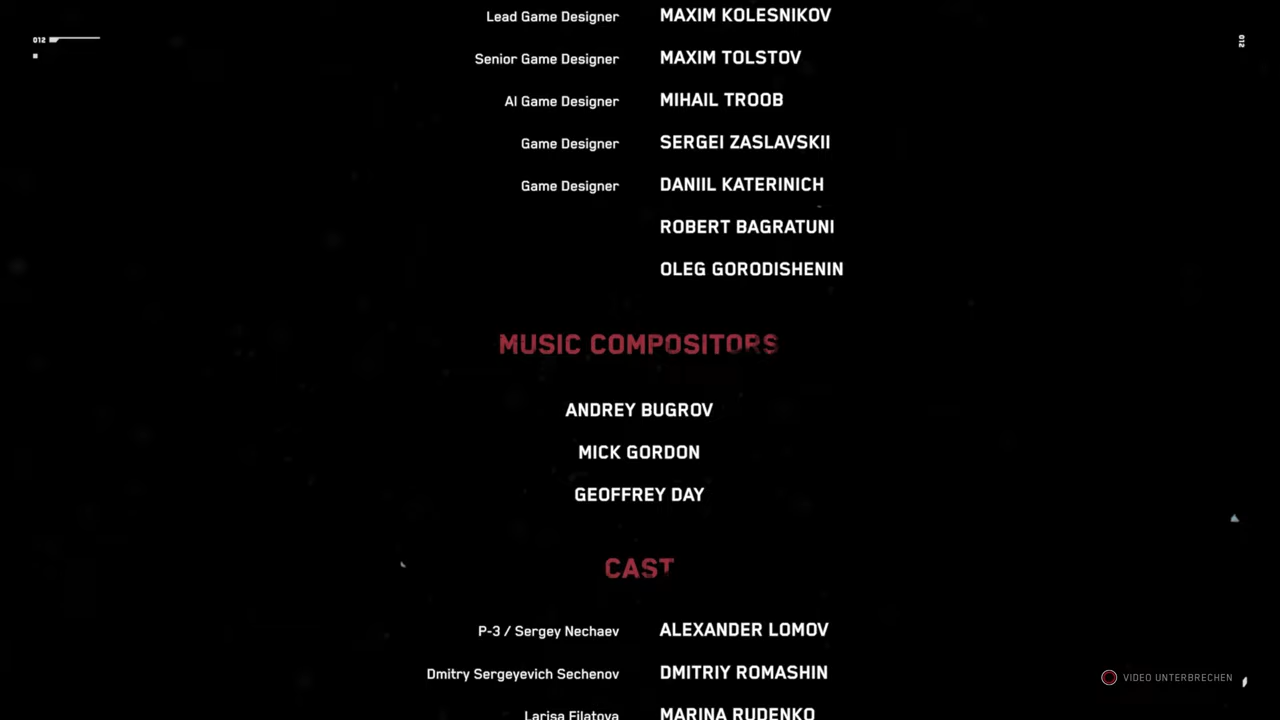 Lead Game Designer MAXIM KOLESNIKOV
012
012
Senior Game Designer MAXIM TOLSTOV
AI Game Designer MIHAIL TROOB
Game Designer SERGEI ZASLAVSKII
Game Designer DANIIL KATERINICH
ROBERT BAGRATUNI
OLEG GORODISHENIN
MUSIC COMPOSITORS
ANDREY BUGROV
MICK GORDON
GEOFFREY DAY
CAST
P-3 / Sergey Nechaev ALEXANDER LOMOV
Dmitry Sergeyevich Sechenov DMITRIY ROMASHIN
VIDEO UNTERBRECHEN
Larisa Filatova MARINA RUDENKO